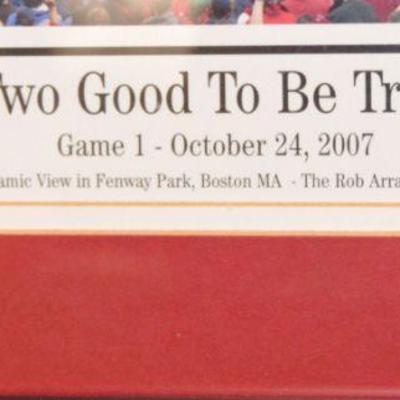 Two Good To Be Tr
Game 1 - October 24, 2007
amic View in Fenway Park, Boston MA - The Rob Arra